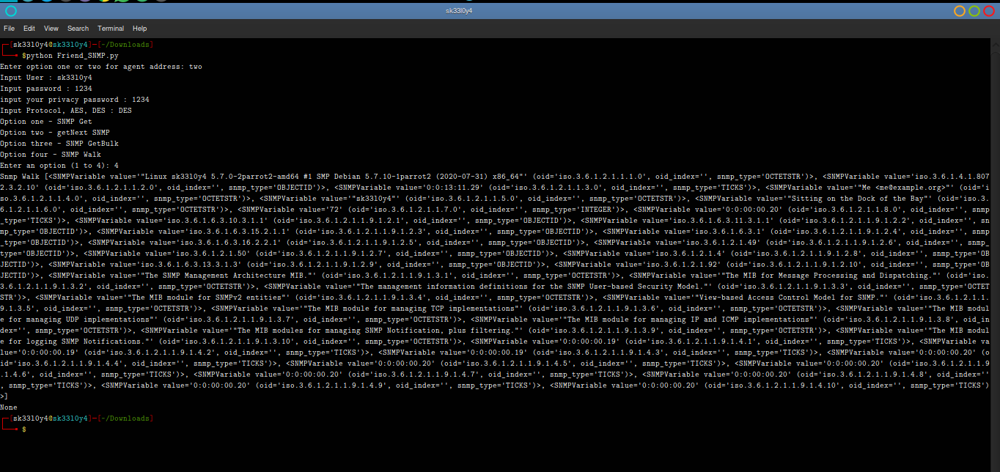 sk33l0y4
File Edit View Search Terminal Help
[sk33l0y4@sk33l0y4]─[~/Downloads]
$python Friend_SNMP.py
Enter option one or two for agent address: two
Input User : sk33l0y4
Input password : 1234
input your privacy password : 1234
Input Protocol, AES, DES : DES
Option one - SNMP Get
Option two - getNext SNMP
Option three - SNMP GetBulk
Option four - SNMP Walk
Enter an option (1 to 4): 4
Snmp Walk [<SNMPVariable value='"Linux sk33l0y4 5.7.0-2parrot2-amd64 #1 SMP Debian 5.7.10-1parrot2 (2020-07-31) x86_64"' (oid='iso.3.6.1.2.1.1.1.0', oid_index='', snmp_type='OCTETSTR')>, <SNMPVariable value='iso.3.6.1.4.1.807
2.3.2.10' (oid='iso.3.6.1.2.1.1.2.0', oid_index='', snmp_type='OBJECTID')>, <SNMPVariable value='0:0:13:11.29' (oid='iso.3.6.1.2.1.1.3.0', oid_index='', snmp_type='TICKS')>, <SNMPVariable value='"Me <me@example.org>"' (oid='i
so.3.6.1.2.1.1.4.0', oid_index='', snmp_type='OCTETSTR')>, <SNMPVariable value='"sk33l0y4"' (oid='iso.3.6.1.2.1.1.5.0', oid_index='', snmp_type='OCTETSTR')>, <SNMPVariable value='"Sitting on the Dock of the Bay"' (oid='iso.3.
6.1.2.1.1.6.0', oid_index='', snmp_type='OCTETSTR')>, <SNMPVariable value='72' (oid='iso.3.6.1.2.1.1.7.0', oid_index='', snmp_type='INTEGER')>, <SNMPVariable value='0:0:00:00.20' (oid='iso.3.6.1.2.1.1.8.0', oid_index='', snmp
_type='TICKS')>, <SNMPVariable value='iso.3.6.1.6.3.10.3.1.1' (oid='iso.3.6.1.2.1.1.9.1.2.1', oid_index='', snmp_type='OBJECTID')>, <SNMPVariable value='iso.3.6.1.6.3.11.3.1.1' (oid='iso.3.6.1.2.1.1.9.1.2.2', oid_index='', sn
mp_type='OBJECTID')>, <SNMPVariable value='iso.3.6.1.6.3.15.2.1.1' (oid='iso.3.6.1.2.1.1.9.1.2.3', oid_index='', snmp_type='OBJECTID')>, <SNMPVariable value='iso.3.6.1.6.3.1' (oid='iso.3.6.1.2.1.1.9.1.2.4', oid_index='', snmp
_type='OBJECTID')>, <SNMPVariable value='iso.3.6.1.6.3.16.2.2.1' (oid='iso.3.6.1.2.1.1.9.1.2.5', oid_index='', snmp_type='OBJECTID')>, <SNMPVariable value='iso.3.6.1.2.1.49' (oid='iso.3.6.1.2.1.1.9.1.2.6', oid_index='', snmp_
type='OBJECTID')>, <SNMPVariable value='iso.3.6.1.2.1.50' (oid='iso.3.6.1.2.1.1.9.1.2.7', oid_index='', snmp_type='OBJECTID')>, <SNMPVariable value='iso.3.6.1.2.1.4' (oid='iso.3.6.1.2.1.1.9.1.2.8', oid_index='', snmp_type='OB
JECTID')>, <SNMPVariable value='iso.3.6.1.6.3.13.3.1.3' (oid='iso.3.6.1.2.1.1.9.1.2.9', oid_index='', snmp_type='OBJECTID')>, <SNMPVariable value='iso.3.6.1.2.1.92' (oid='iso.3.6.1.2.1.1.9.1.2.10', oid_index='', snmp_type='OB
JECTID')>, <SNMPVariable value='"The SNMP Management Architecture MIB."' (oid='iso.3.6.1.2.1.1.9.1.3.1', oid_index='', snmp_type='OCTETSTR')>, <SNMPVariable value='"The MIB for Message Processing and Dispatching."' (oid='iso.
3.6.1.2.1.1.9.1.3.2', oid_index='', snmp_type='OCTETSTR')>, <SNMPVariable value='"The management information definitions for the SNMP User-based Security Model."' (oid='iso.3.6.1.2.1.1.9.1.3.3', oid_index='', snmp_type='OCTET
STR')>, <SNMPVariable value='"The MIB module for SNMPv2 entities"' (oid='iso.3.6.1.2.1.1.9.1.3.4', oid_index='', snmp_type='OCTETSTR')>, <SNMPVariable value='"View-based Access Control Model for SNMP."' (oid='iso.3.6.1.2.1.1.
9.1.3.5', oid_index='', snmp_type='OCTETSTR')>, <SNMPVariable value='"The MIB module for managing TCP implementations"' (oid='iso.3.6.1.2.1.1.9.1.3.6', oid_index='', snmp_type='OCTETSTR')>, <SNMPVariable value='"The MIB modul
e for managing UDP implementations"' (oid='iso.3.6.1.2.1.1.9.1.3.7', oid_index='', snmp_type='OCTETSTR')>, <SNMPVariable value='"The MIB module for managing IP and ICMP implementations"' (oid='iso.3.6.1.2.1.1.9.1.3.8', oid_in
dex='', snmp_type='OCTETSTR')>, <SNMPVariable value='"The MIB modules for managing SNMP Notification, plus filtering."' (oid='iso.3.6.1.2.1.1.9.1.3.9', oid_index='', snmp_type='OCTETSTR')>, <SNMPVariable value='"The MIB modul
e for logging SNMP Notifications."' (oid='iso.3.6.1.2.1.1.9.1.3.10', oid_index='', snmp_type='OCTETSTR')>, <SNMPVariable value='0:0:00:00.19' (oid='iso.3.6.1.2.1.1.9.1.4.1', oid_index='', snmp_type='TICKS')>, <SNMPVariable va
lue='0:0:00:00.19' (oid='iso.3.6.1.2.1.1.9.1.4.2', oid_index='', snmp_type='TICKS')>, <SNMPVariable value='0:0:00:00.19' (oid='iso.3.6.1.2.1.1.9.1.4.3', oid_index='', snmp_type='TICKS')>, <SNMPVariable value='0:0:00:00.20' (o
id='iso.3.6.1.2.1.1.9.1.4.4', oid_index='', snmp_type='TICKS')>, <SNMPVariable value='0:0:00:00.20' (oid='iso.3.6.1.2.1.1.9.1.4.5', oid_index='', snmp_type='TICKS')>, <SNMPVariable value='0:0:00:00.20' (oid='iso.3.6.1.2.1.1.9
.1.4.6', oid_index='', snmp_type='TICKS')>, <SNMPVariable value='0:0:00:00.20' (oid='iso.3.6.1.2.1.1.9.1.4.7', oid_index='', snmp_type='TICKS')>, <SNMPVariable value='0:0:00:00.20' (oid='iso.3.6.1.2.1.1.9.1.4.8', oid_index=''
, snmp_type='TICKS')>, <SNMPVariable value='0:0:00:00.20' (oid='iso.3.6.1.2.1.1.9.1.4.9', oid_index='', snmp_type='TICKS')>, <SNMPVariable value='0:0:00:00.20' (oid='iso.3.6.1.2.1.1.9.1.4.10', oid_index='', snmp_type='TICKS')
>]
None
[sk33l0y4@sk33l0y4]─[~/Downloads]
$